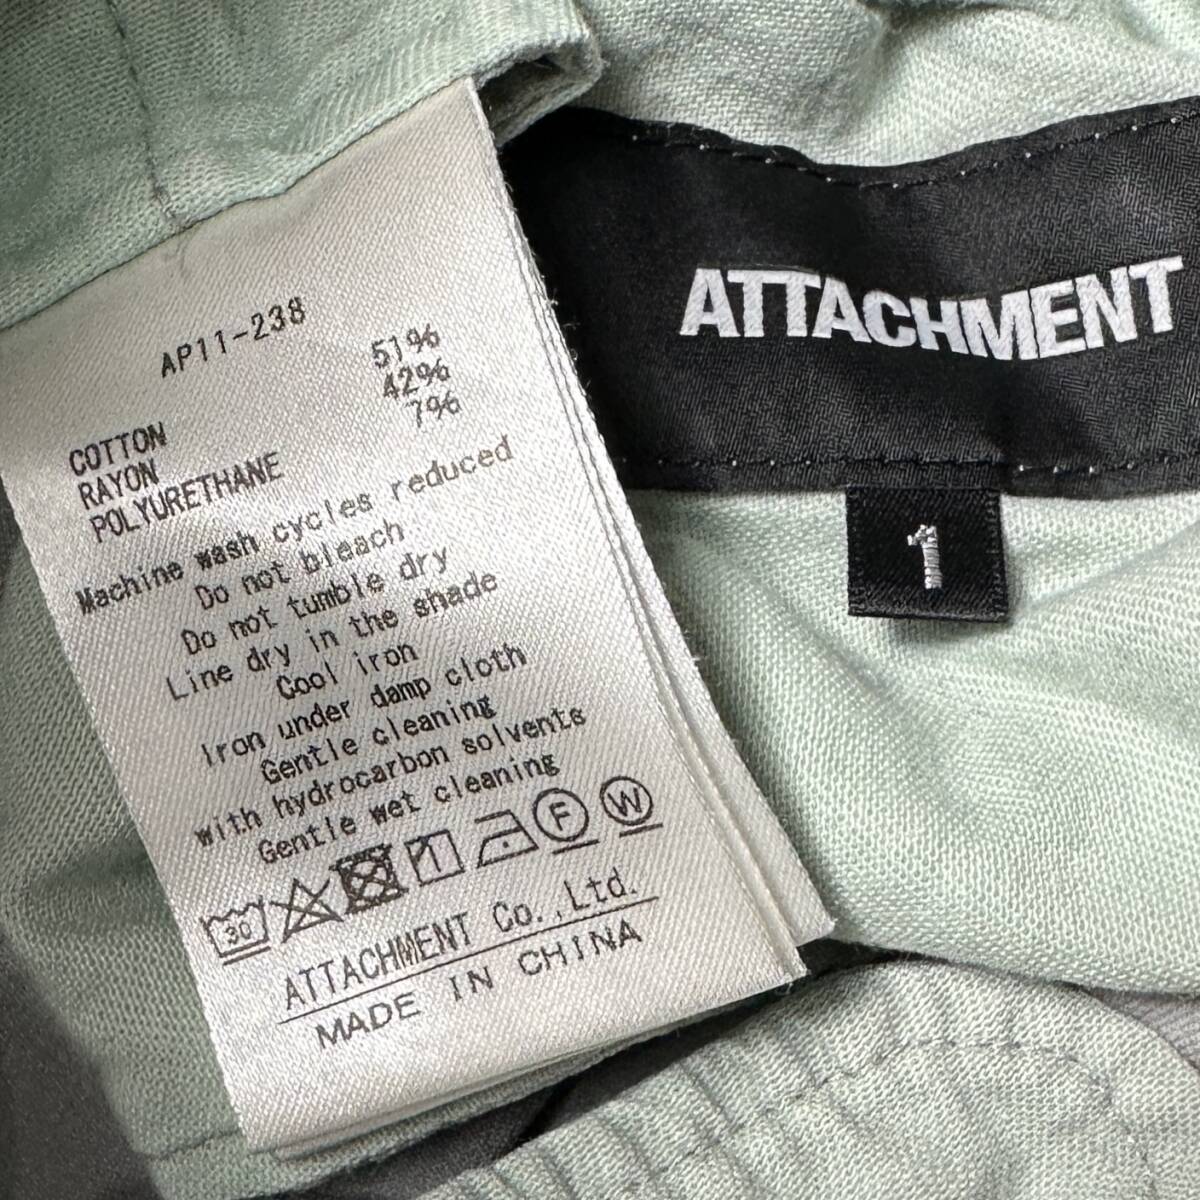 AP11-238
COTTON 51%
RAYON 42%
POLYURETHANE 7%
Machine wash cycles reduced
Do not bleach
Do not tumble dry
Line dry in the shade
Cool iron
Iron under damp cloth
Gentle cleaning
with hydrocarbon solvents
Gentle wet cleaning
30 F W
ATTACHMENT Co.,Ltd.
MADE IN CHINA
ATTACHMENT
1